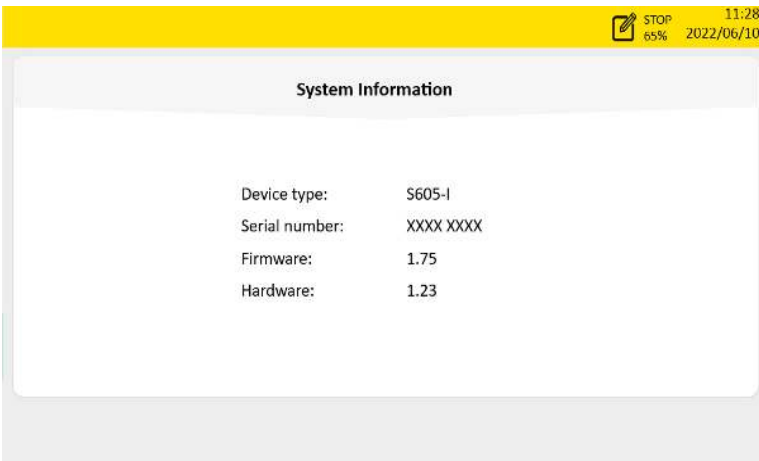 STOP 11:28
65% 2022/06/10
System Information
Device type: S605-I
Serial number: XXXX XXXX
Firmware: 1.75
Hardware: 1.23